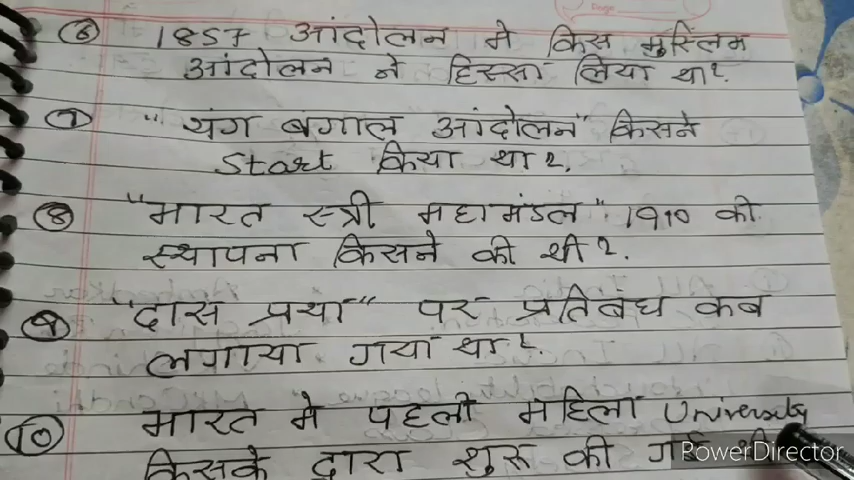 ⑥ 1857 आंदोलन मे किस मुस्लिम
आंदोलन ने हिस्सा लिया था?
⑦ "यंग बंगाल आंदोलन" किसने
Start किया था?
⑧ "भारत स्त्री महामंडल" 1910 की
स्थापना किसने की थी?
⑨ "दास प्रथा" पर प्रतिबंध कब
लगाया गया था?
⑩ भारत मे पहली महिला University
किसके द्वारा शुरू की गई थी
PowerDirector